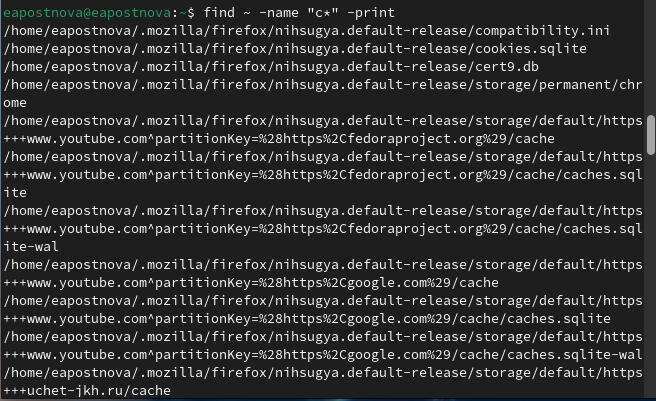 eapostnova@eapostnova:~$ find ~ -name "c*" -print
/home/eapostnova/.mozilla/firefox/nihsugya.default-release/compatibility.ini
/home/eapostnova/.mozilla/firefox/nihsugya.default-release/cookies.sqlite
/home/eapostnova/.mozilla/firefox/nihsugya.default-release/cert9.db
/home/eapostnova/.mozilla/firefox/nihsugya.default-release/storage/permanent/chr
ome
/home/eapostnova/.mozilla/firefox/nihsugya.default-release/storage/default/https
+++www.youtube.com^partitionKey=%28https%2Cfedoraproject.org%29/cache
/home/eapostnova/.mozilla/firefox/nihsugya.default-release/storage/default/https
+++www.youtube.com^partitionKey=%28https%2Cfedoraproject.org%29/cache/caches.sql
ite
/home/eapostnova/.mozilla/firefox/nihsugya.default-release/storage/default/https
+++www.youtube.com^partitionKey=%28https%2Cfedoraproject.org%29/cache/caches.sql
ite-wal
/home/eapostnova/.mozilla/firefox/nihsugya.default-release/storage/default/https
+++www.youtube.com^partitionKey=%28https%2Cgoogle.com%29/cache
/home/eapostnova/.mozilla/firefox/nihsugya.default-release/storage/default/https
+++www.youtube.com^partitionKey=%28https%2Cgoogle.com%29/cache/caches.sqlite
/home/eapostnova/.mozilla/firefox/nihsugya.default-release/storage/default/https
+++www.youtube.com^partitionKey=%28https%2Cgoogle.com%29/cache/caches.sqlite-wal
/home/eapostnova/.mozilla/firefox/nihsugya.default-release/storage/default/https
+++uchet-jkh.ru/cache